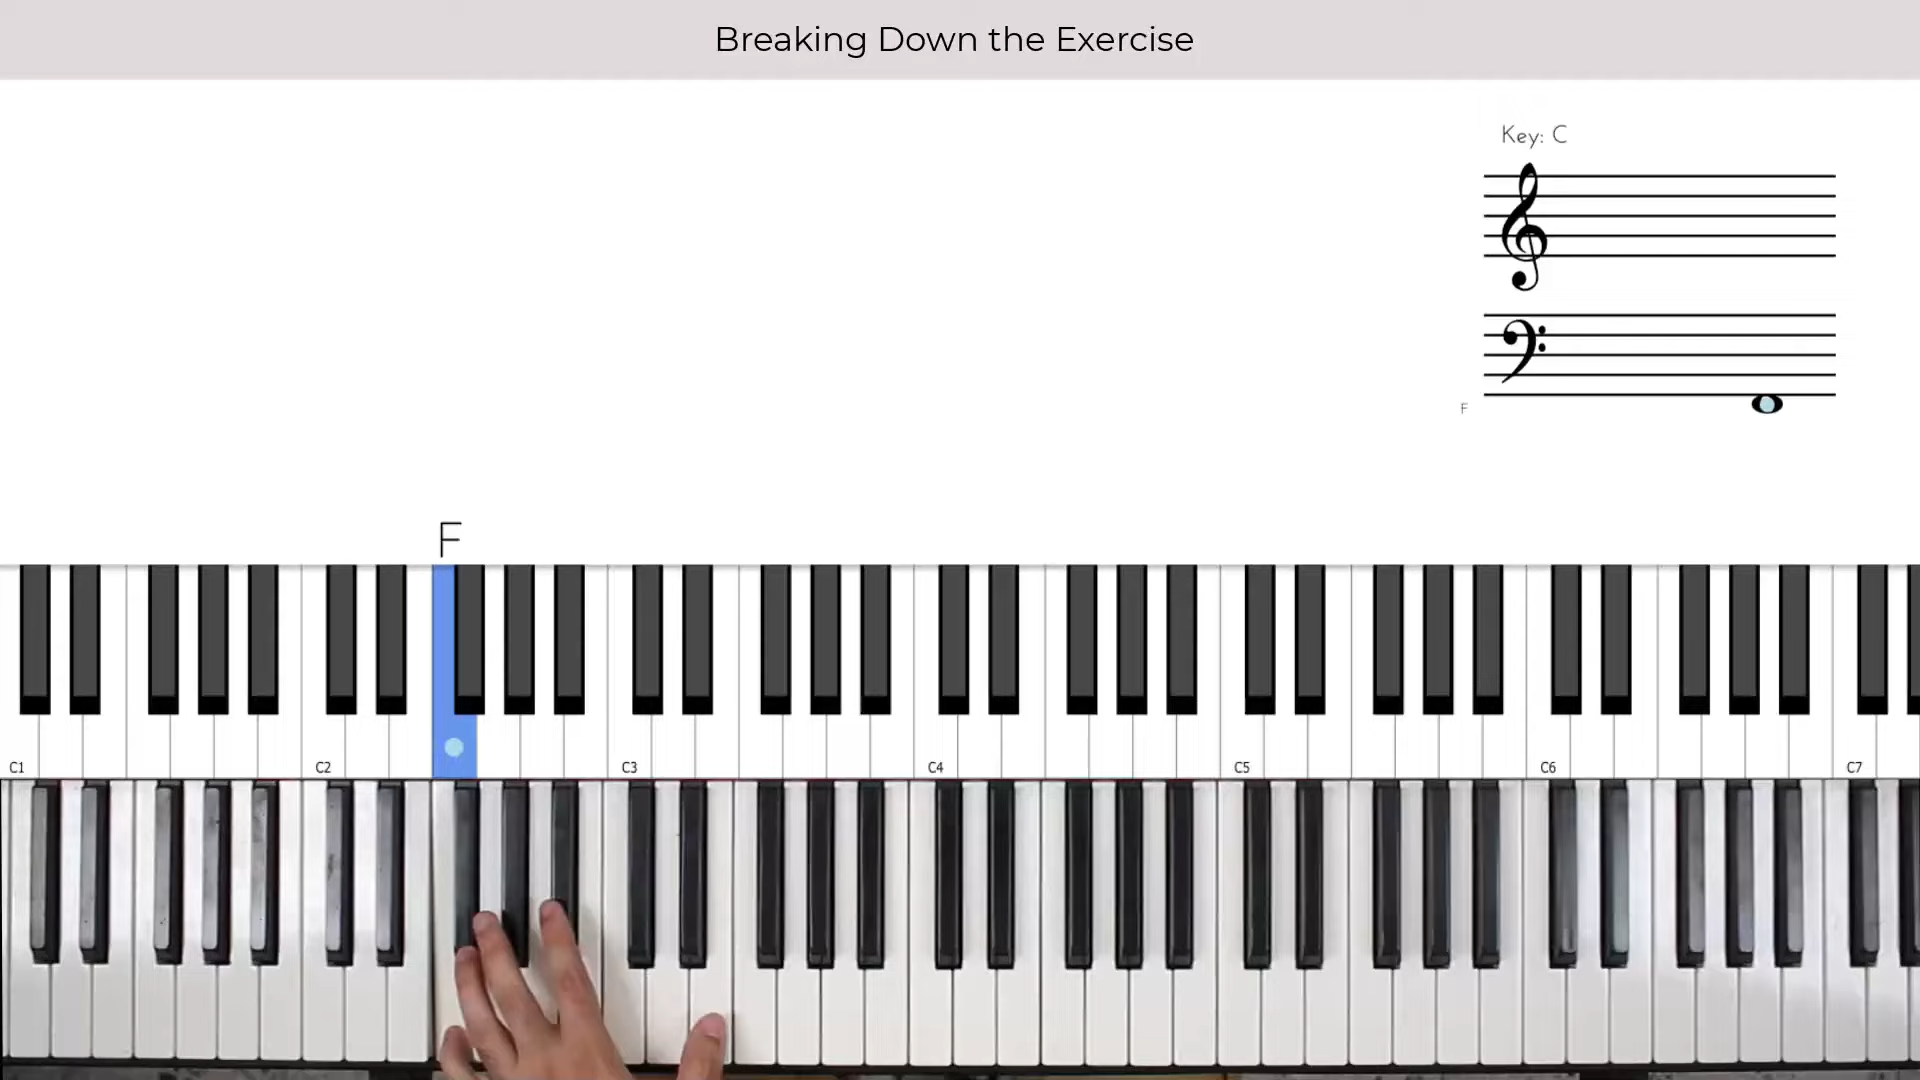 Breaking Down the Exercise
Key: C
F
F
C1 C2 C3 C4 C5 C6 C7